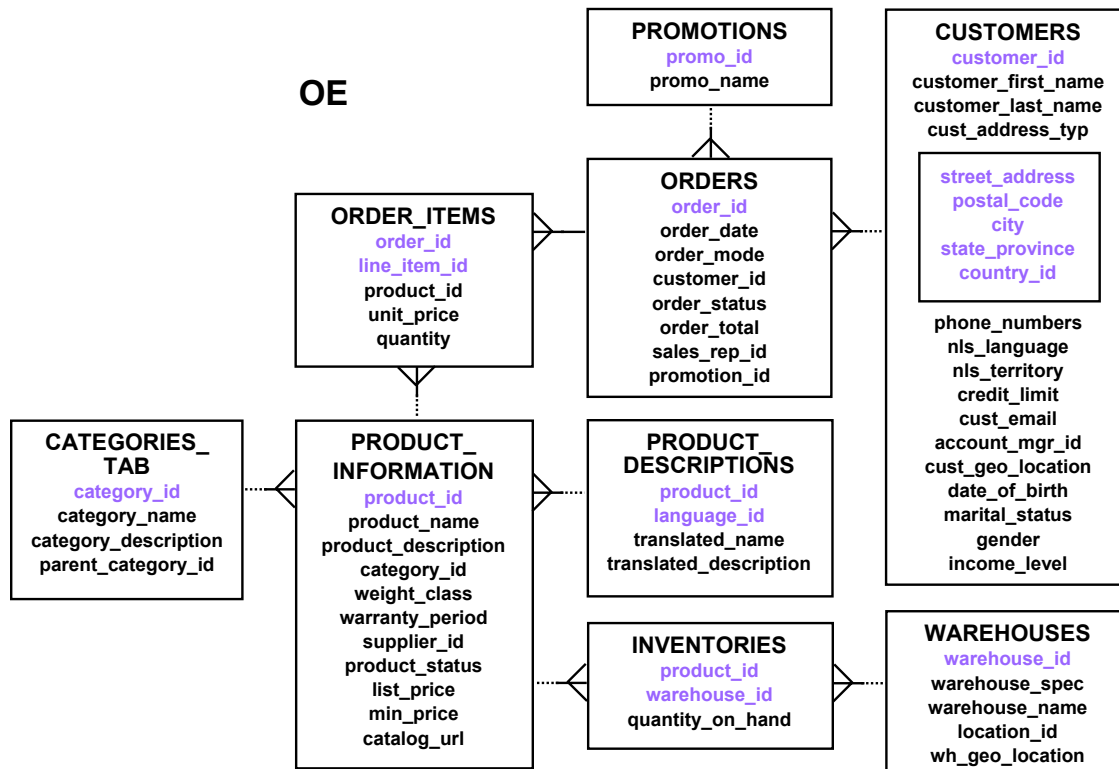 OE
PROMOTIONS
promo_id
promo_name
CUSTOMERS
customer_id
customer_first_name
customer_last_name
cust_address_typ
street_address
postal_code
city
state_province
country_id
phone_numbers
nls_language
nls_territory
credit_limit
cust_email
account_mgr_id
cust_geo_location
date_of_birth
marital_status
gender
income_level
ORDERS
order_id
order_date
order_mode
customer_id
order_status
order_total
sales_rep_id
promotion_id
ORDER_ITEMS
order_id
line_item_id
product_id
unit_price
quantity
CATEGORIES_
TAB
category_id
category_name
category_description
parent_category_id
PRODUCT_
INFORMATION
product_id
product_name
product_description
category_id
weight_class
warranty_period
supplier_id
product_status
list_price
min_price
catalog_url
PRODUCT_
DESCRIPTIONS
product_id
language_id
translated_name
translated_description
INVENTORIES
product_id
warehouse_id
quantity_on_hand
WAREHOUSES
warehouse_id
warehouse_spec
warehouse_name
location_id
wh_geo_location